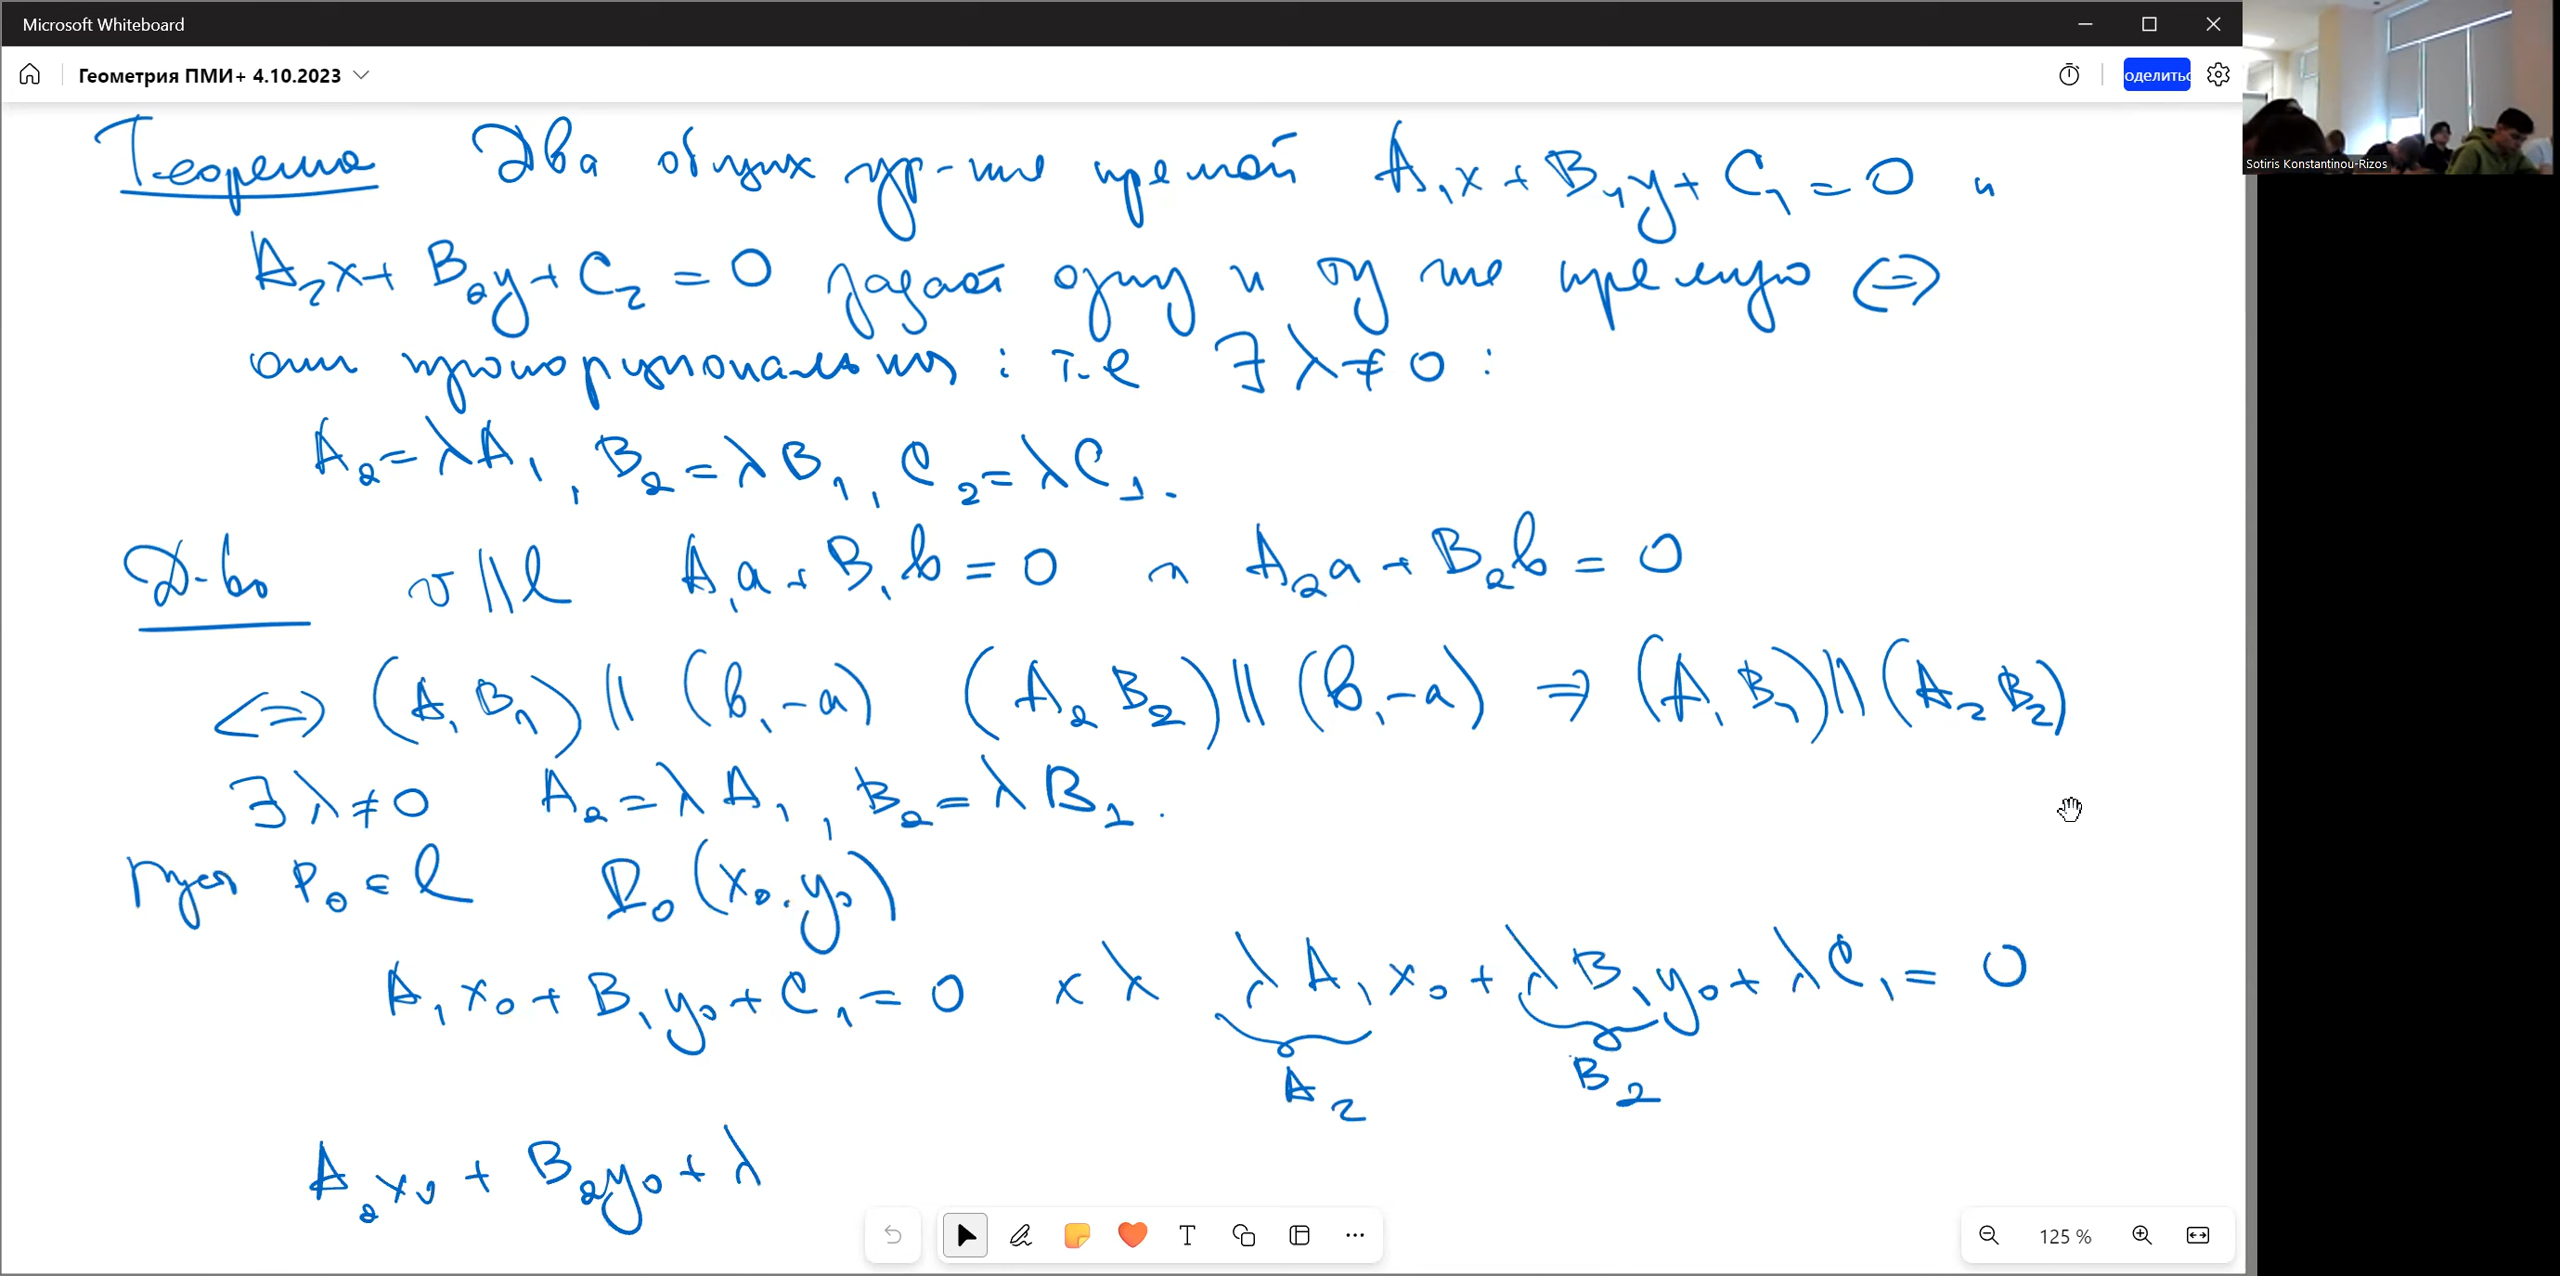 Microsoft Whiteboard
Геометрия ПМИ+ 4.10.2023
оделитьс
Sotiris Konstantinou-Rizos
Теорема Два общих ур-ние прямой A₁x + B₁y + C₁ = 0 и
A₂x + B₂y + C₂ = 0 задают одну и ту же прямую ⇔
они пропорциональны : т.е ∃ λ ≠ 0 :
A₂ = λA₁, B₂ = λB₁, C₂ = λC₁.
Д-во v ∥ l A₁a + B₁b = 0 и A₂a + B₂b = 0
⇔ (A₁ B₁) ∥ (b, -a) (A₂ B₂) ∥ (b, -a) ⇒ (A₁ B₁) ∥ (A₂ B₂)
∃ λ ≠ 0 A₂ = λA₁, B₂ = λB₁.
Пусть P₀ ∈ l P₀(x₀, y₀)
A₁x₀ + B₁y₀ + C₁ = 0 × λ λA₁x₀ + λB₁y₀ + λC₁ = 0
A₂ B₂
A₂x₀ + B₂y₀ + λ
125 %